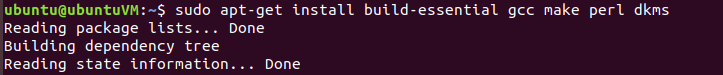 ubuntu@ubuntuVM:~$ sudo apt-get install build-essential gcc make perl dkms
Reading package lists... Done
Building dependency tree
Reading state information... Done